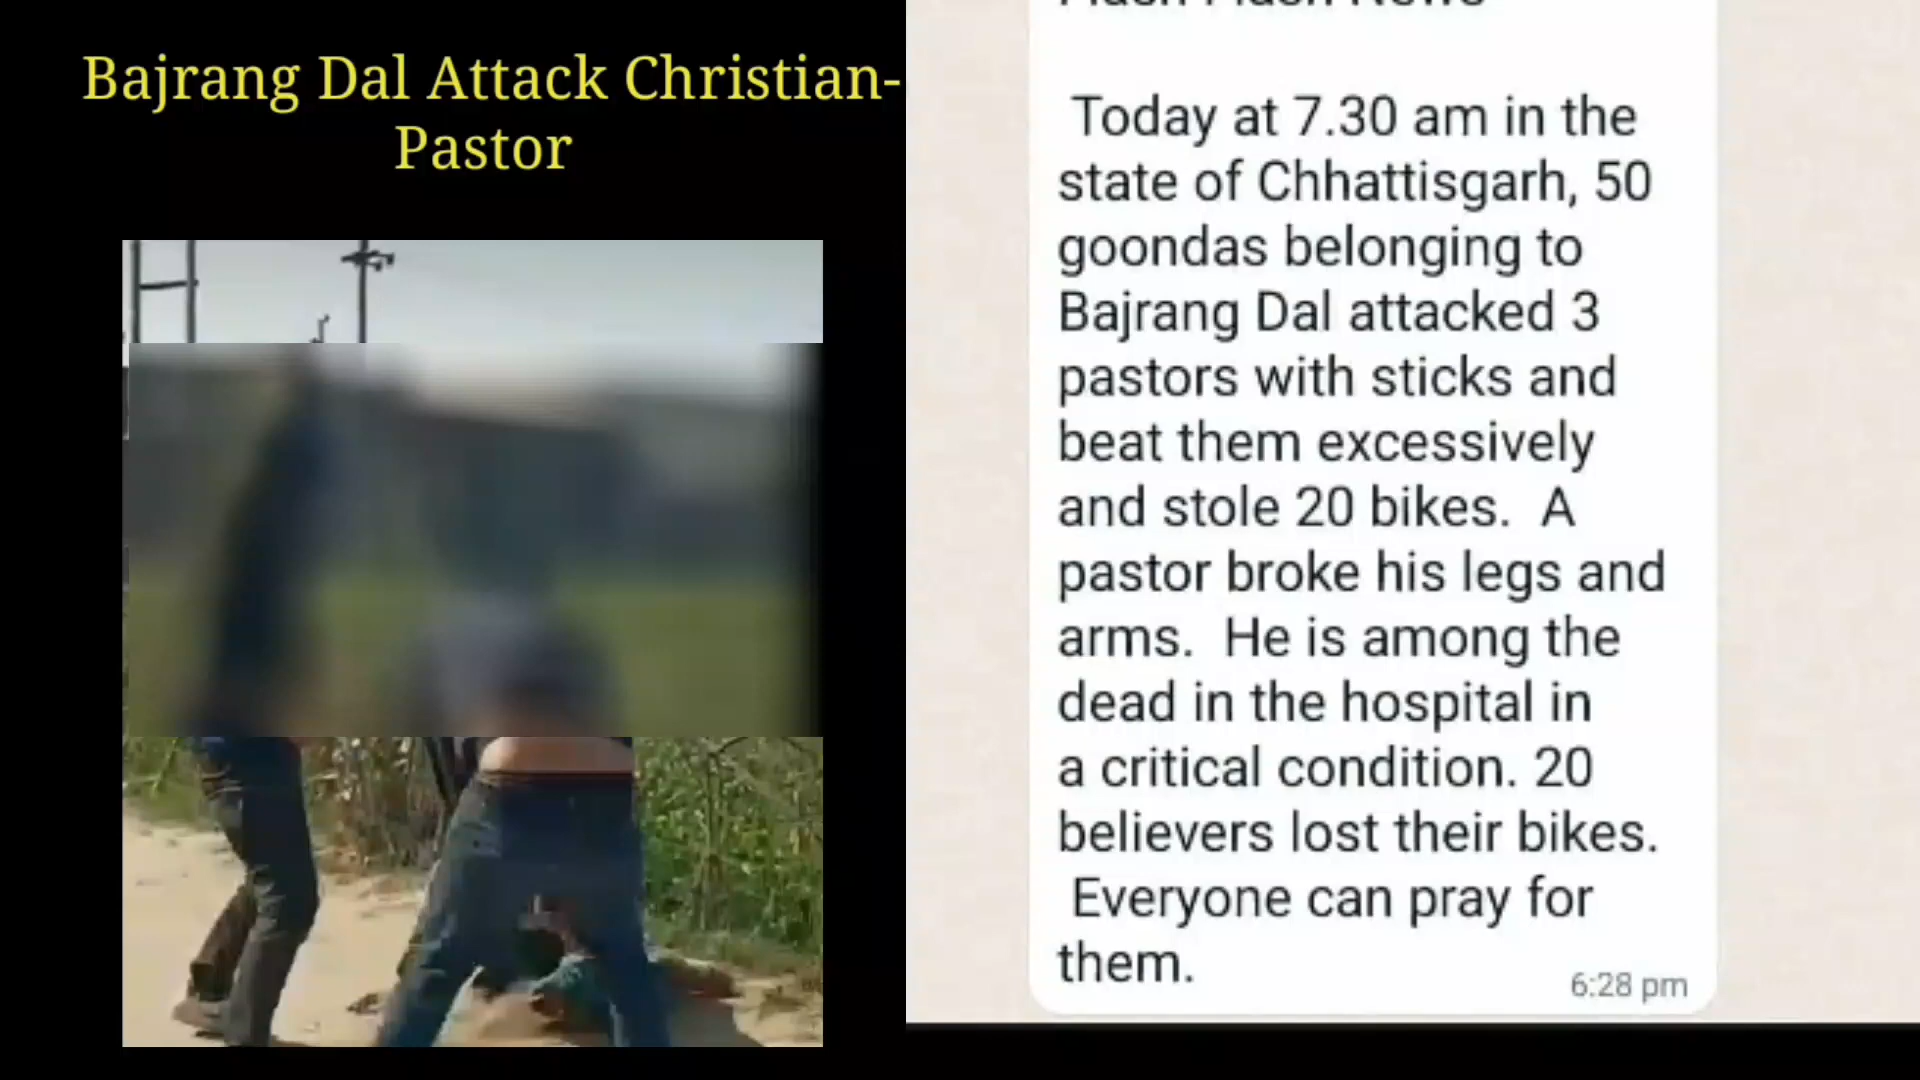 Bajrang Dal Attack Christian-
Pastor
Flash Flash News
Today at 7.30 am in the
state of Chhattisgarh, 50
goondas belonging to
Bajrang Dal attacked 3
pastors with sticks and
beat them excessively
and stole 20 bikes. A
pastor broke his legs and
arms. He is among the
dead in the hospital in
a critical condition. 20
believers lost their bikes.
Everyone can pray for
them.
6:28 pm